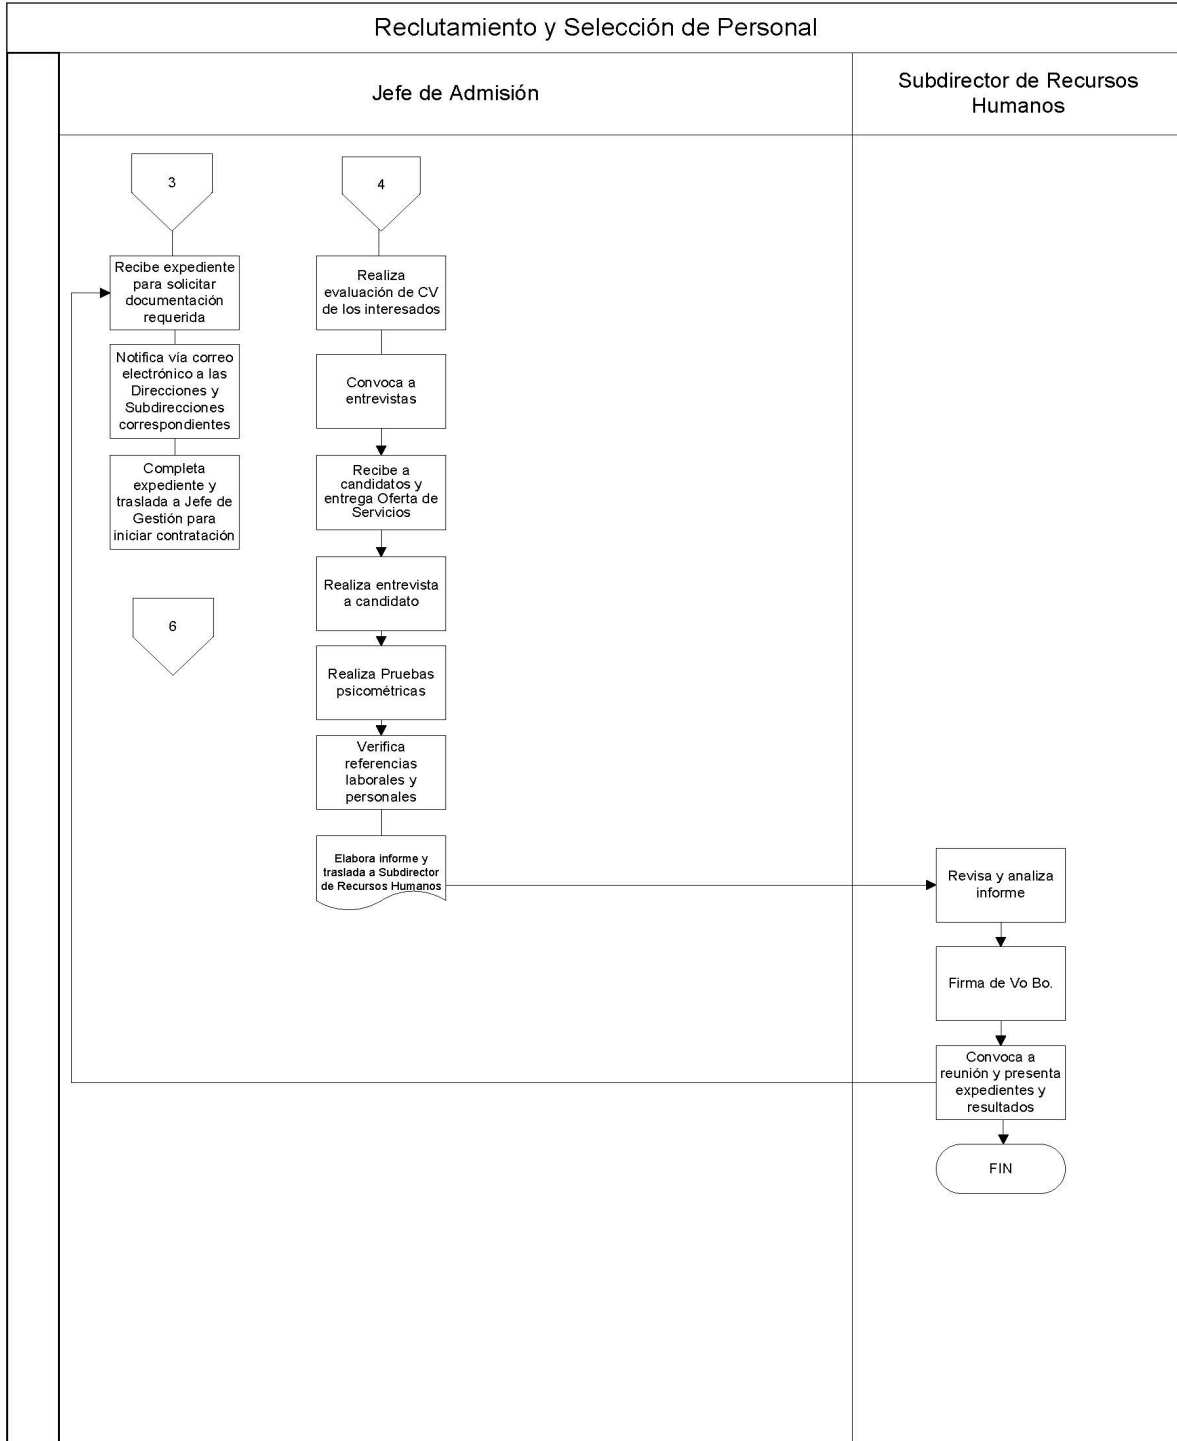 Reclutamiento y Selección de Personal
Jefe de Admisión
Subdirector de Recursos
Humanos
3
Recibe expediente
para solicitar
documentación
requerida
Notifica vía correo
electrónico a las
Direcciones y
Subdirecciones
correspondientes
Completa
expediente y
traslada a Jefe de
Gestión para
iniciar contratación
6
4
Realiza
evaluación de CV
de los interesados
Convoca a
entrevistas
Recibe a
candidatos y
entrega Oferta de
Servicios
Realiza entrevista
a candidato
Realiza Pruebas
psicométricas
Verifica
referencias
laborales y
personales
Elabora informe y
traslada a Subdirector
de Recursos Humanos
Revisa y analiza
informe
Firma de Vo Bo.
Convoca a
reunión y presenta
expedientes y
resultados
FIN